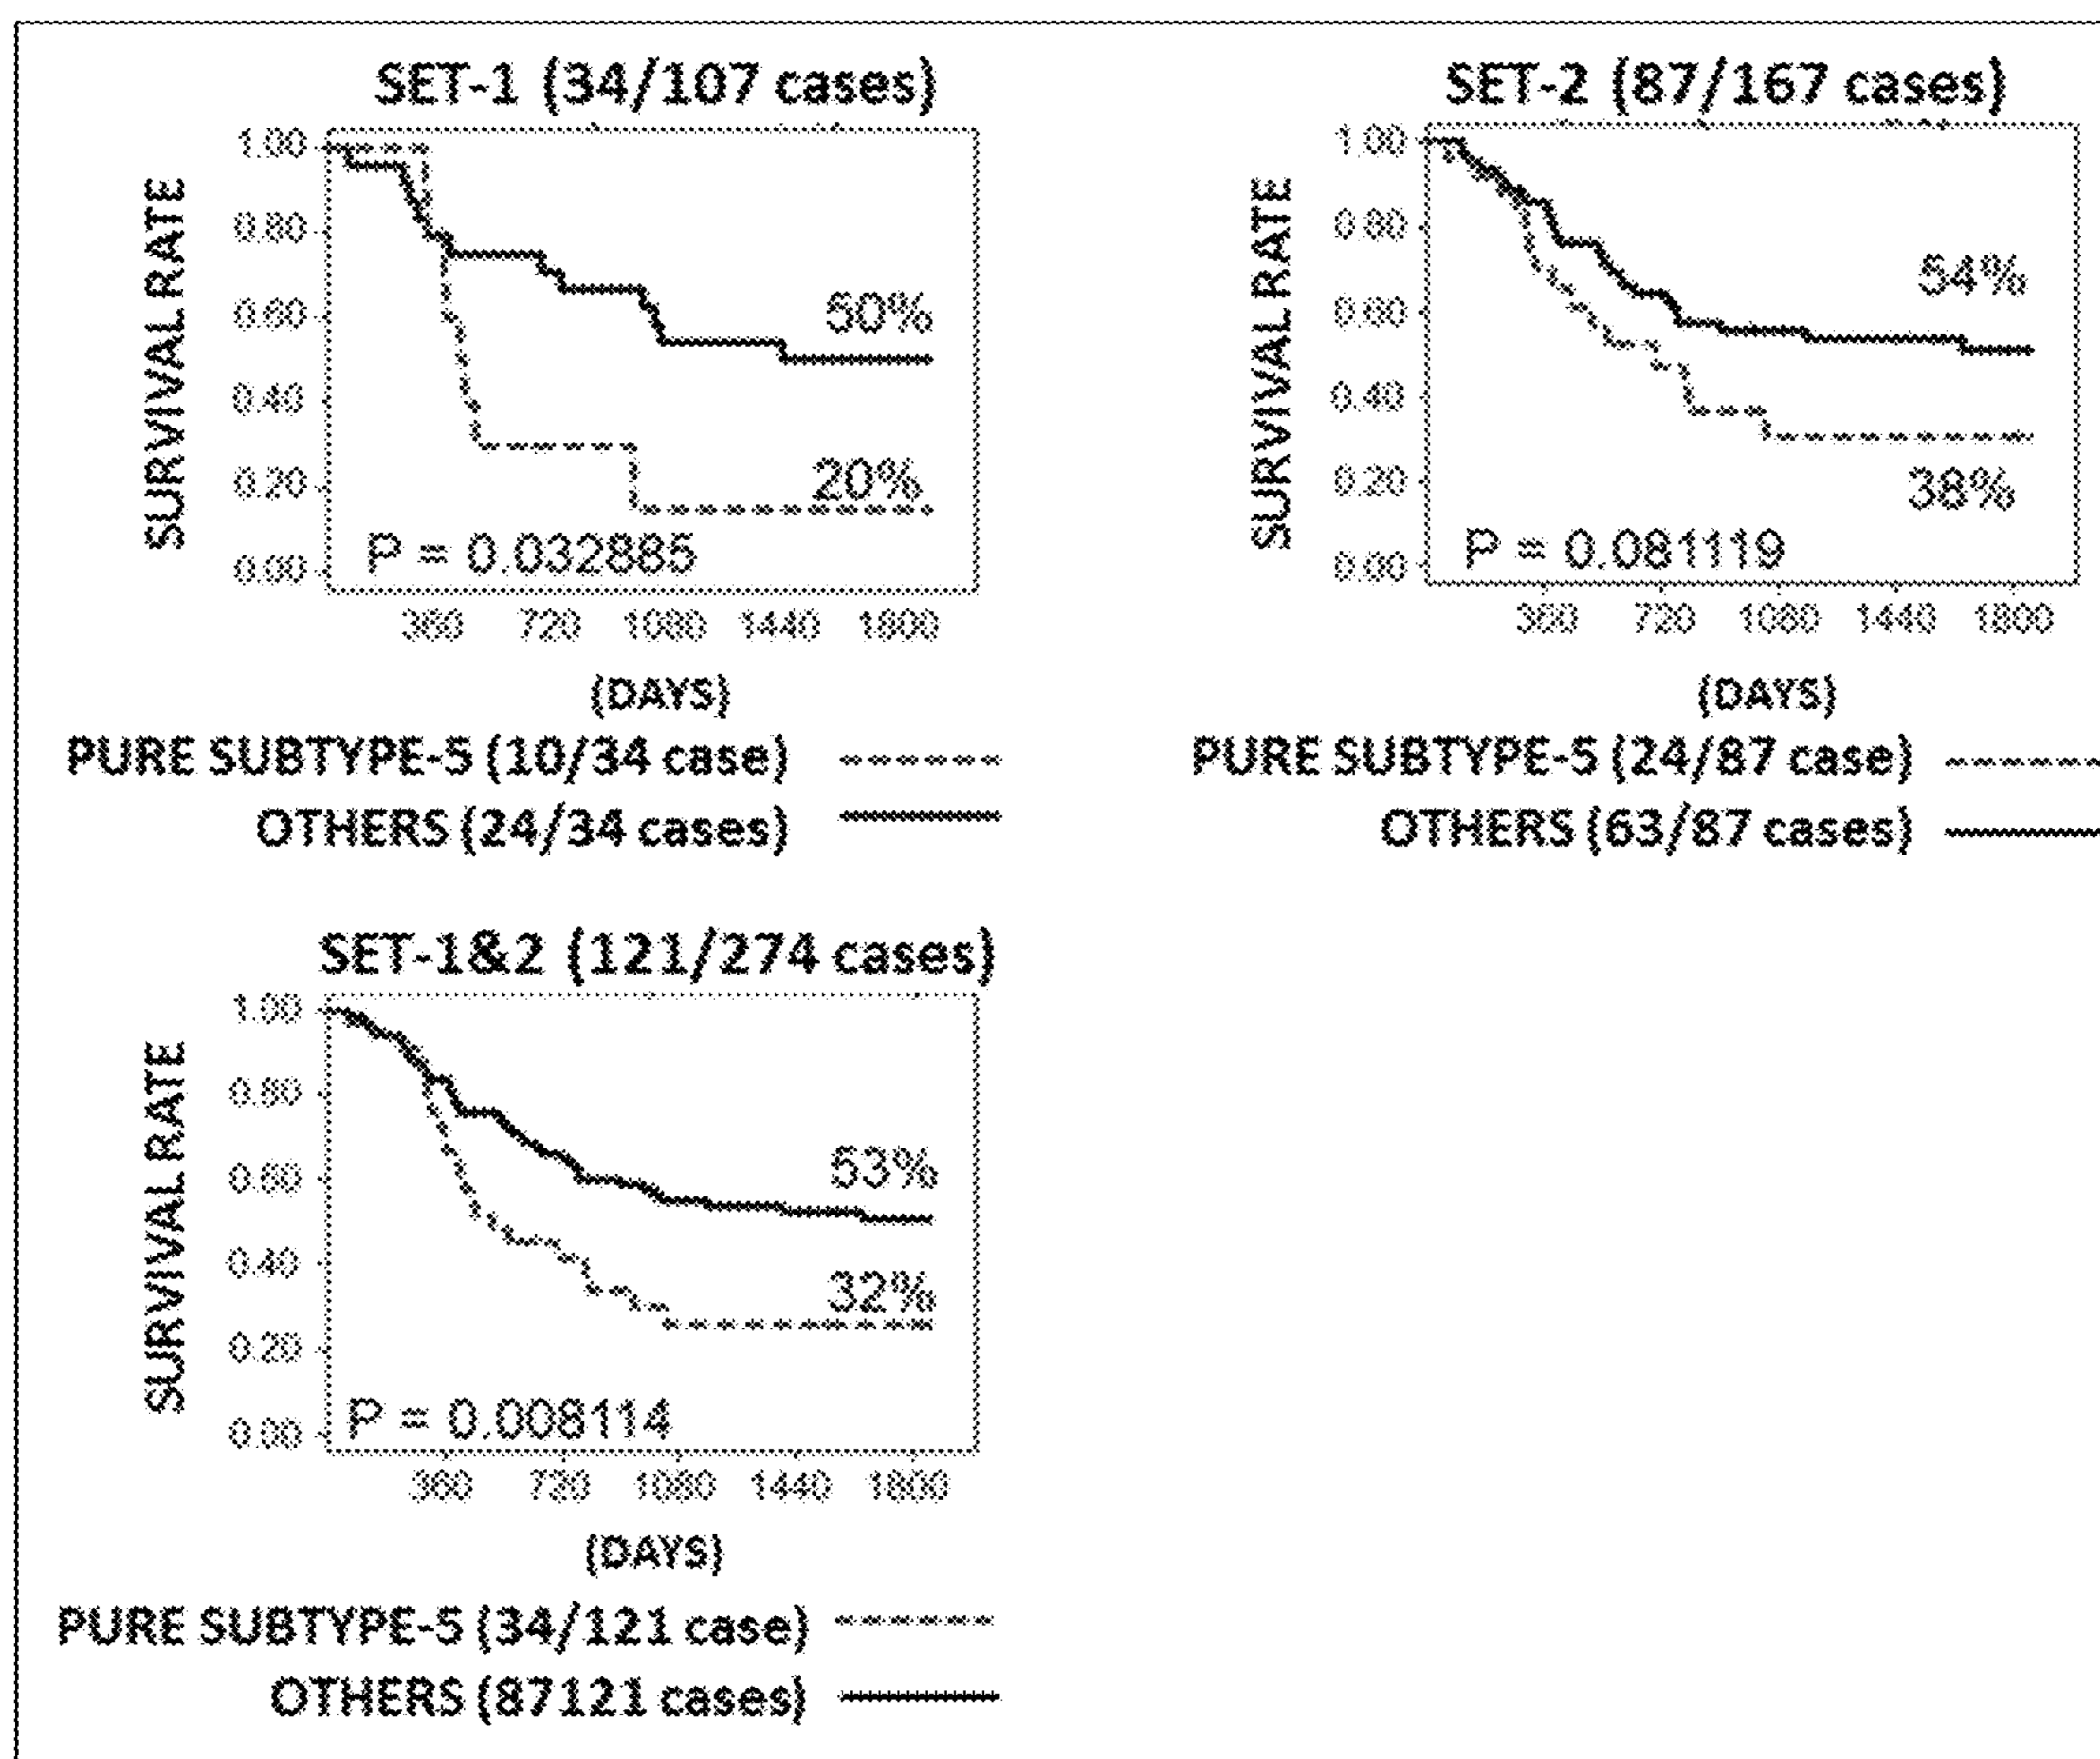 SET-1 (34/107 cases)
SURVIVAL RATE
1.00
0.80
0.60
0.40
0.20
0.00
50%
20%
P = 0.032885
360 720 1080 1440 1800
(DAYS)
PURE SUBTYPE-5 (10/34 case)
OTHERS (24/34 cases)
SET-2 (87/167 cases)
SURVIVAL RATE
1.00
0.80
0.60
0.40
0.20
0.00
54%
38%
P = 0.081119
360 720 1080 1440 1800
(DAYS)
PURE SUBTYPE-5 (24/87 case)
OTHERS (63/87 cases)
SET-1&2 (121/274 cases)
SURVIVAL RATE
1.00
0.80
0.60
0.40
0.20
0.00
53%
32%
P = 0.008114
360 720 1080 1440 1800
(DAYS)
PURE SUBTYPE-5 (34/121 case)
OTHERS (87121 cases)